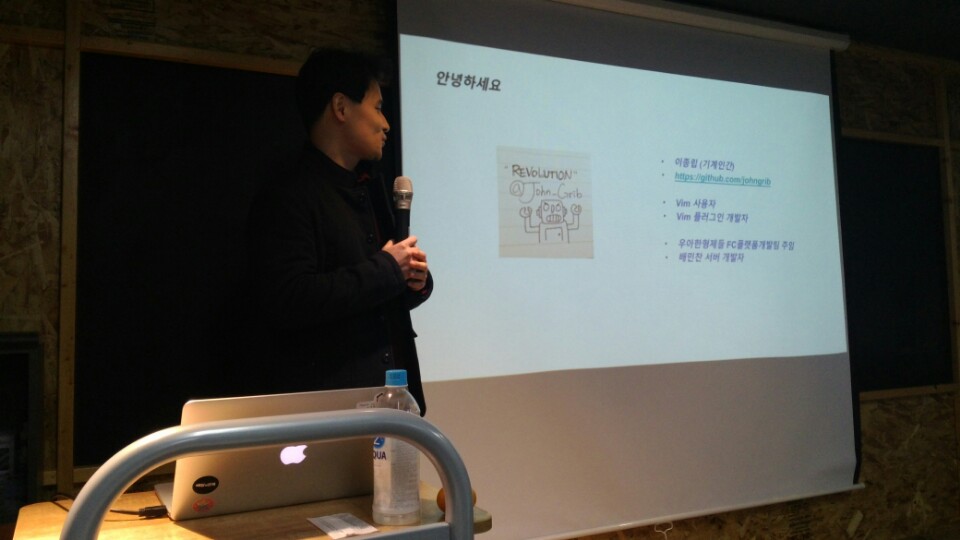 안녕하세요
"REVOLUTION"
@John_Grib
이종립 (기계인간)
https://github.com/johngrib
Vim 사용자
Vim 플러그인 개발자
우아한형제들 FC플랫폼개발팀 주임
배민찬 서버 개발자
QUA